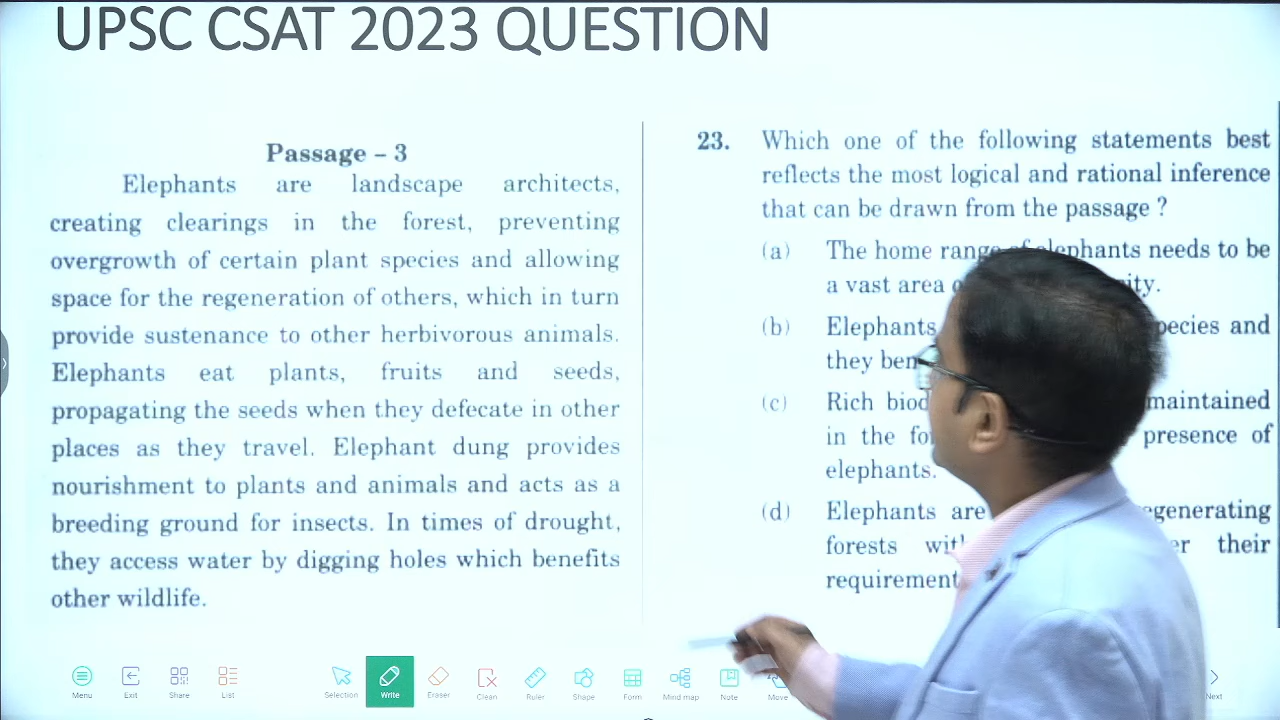 UPSC CSAT 2023 QUESTION
Passage – 3
Elephants are landscape architects,
creating clearings in the forest, preventing
overgrowth of certain plant species and allowing
space for the regeneration of others, which in turn
provide sustenance to other herbivorous animals.
Elephants eat plants, fruits and seeds,
propagating the seeds when they defecate in other
places as they travel. Elephant dung provides
nourishment to plants and animals and acts as a
breeding ground for insects. In times of drought,
they access water by digging holes which benefits
other wildlife.
23. Which one of the following statements best
reflects the most logical and rational inference
that can be drawn from the passage ?
(a) The home range of elephants needs to be
a vast area
(b) Elephants and
they
(c) Rich maintained
in the presence of
elephants.
(d) Elephants are
forests their
Menu Exit Share List Selection Write Eraser Clean Ruler Shape Form Mind map Note Move Next